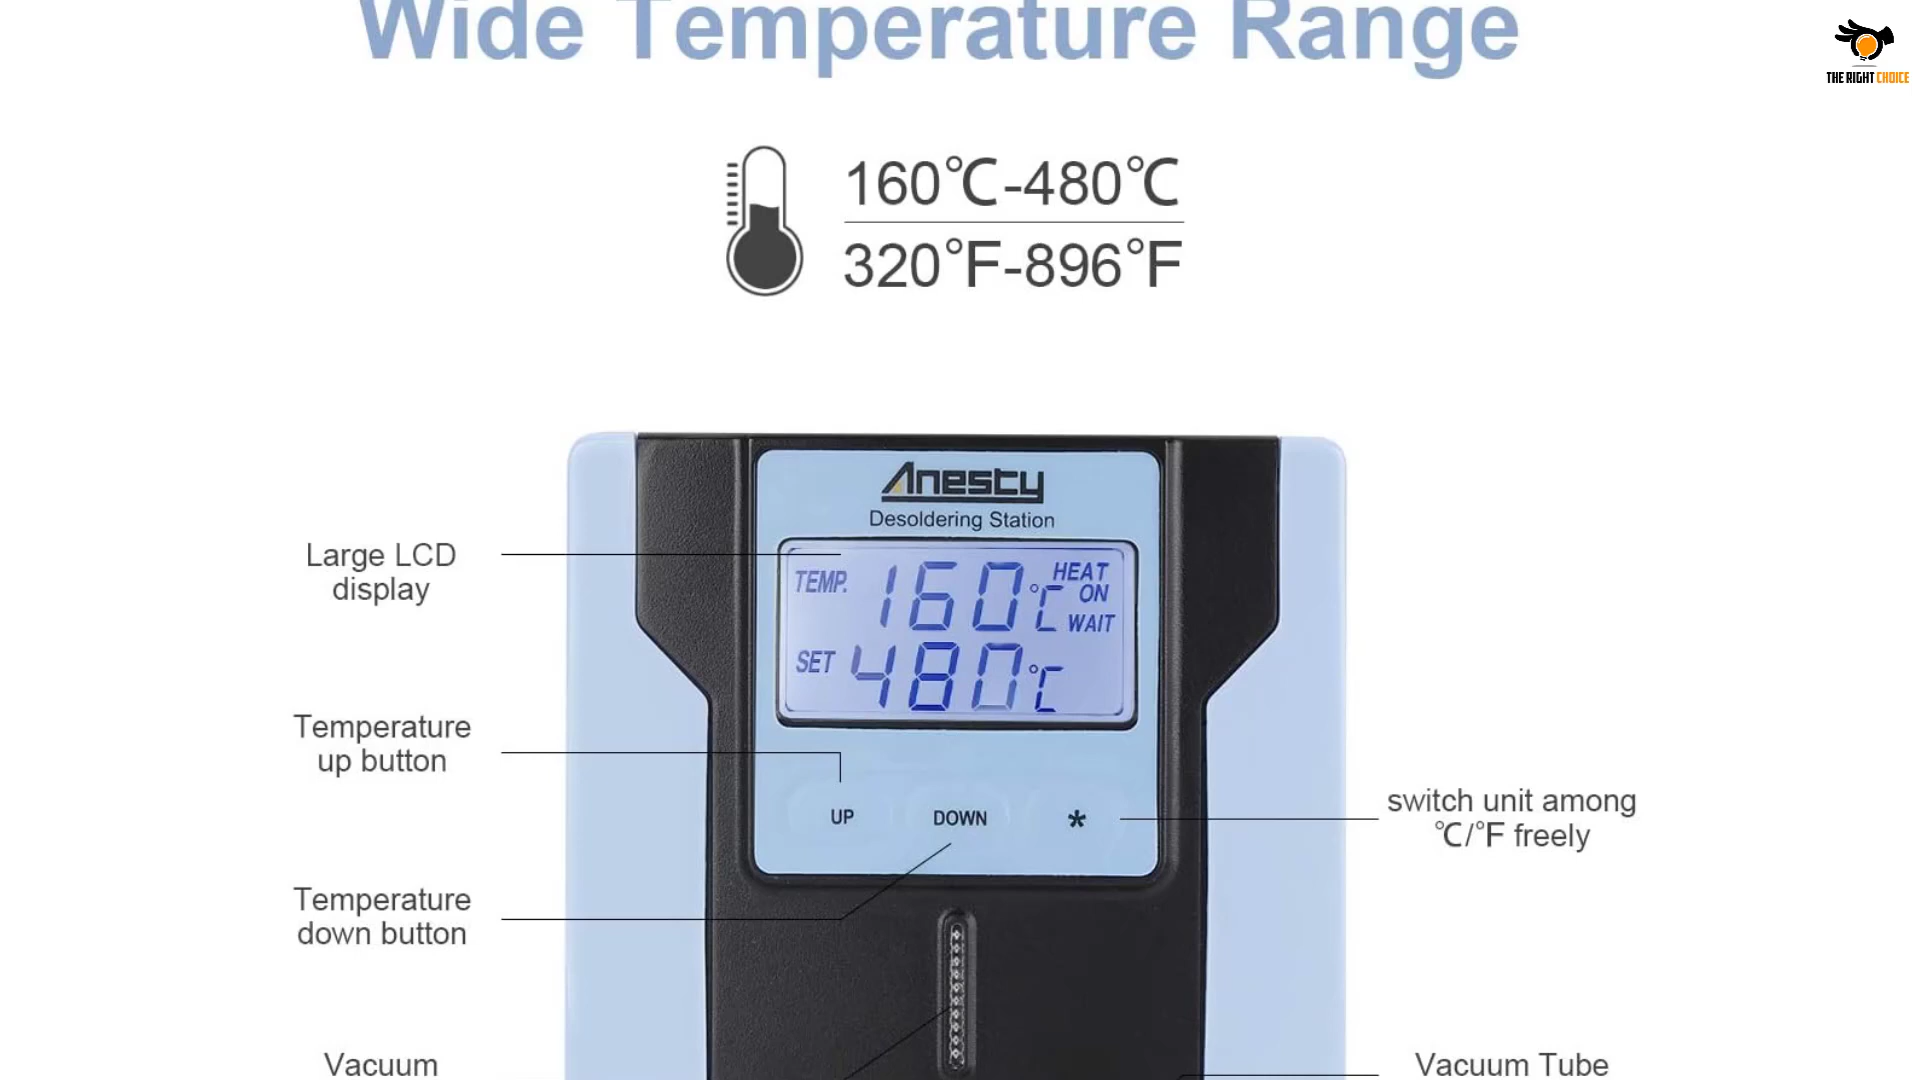 Wide Temperature Range
THE RIGHT CHOICE
160℃-480℃
320°F-896°F
Anesty
Desoldering Station
Large LCD
display
TEMP. 160℃ HEAT
ON
WAIT
SET 480℃
Temperature
up button
UP DOWN *
switch unit among
℃/°F freely
Temperature
down button
Vacuum
Vacuum Tube